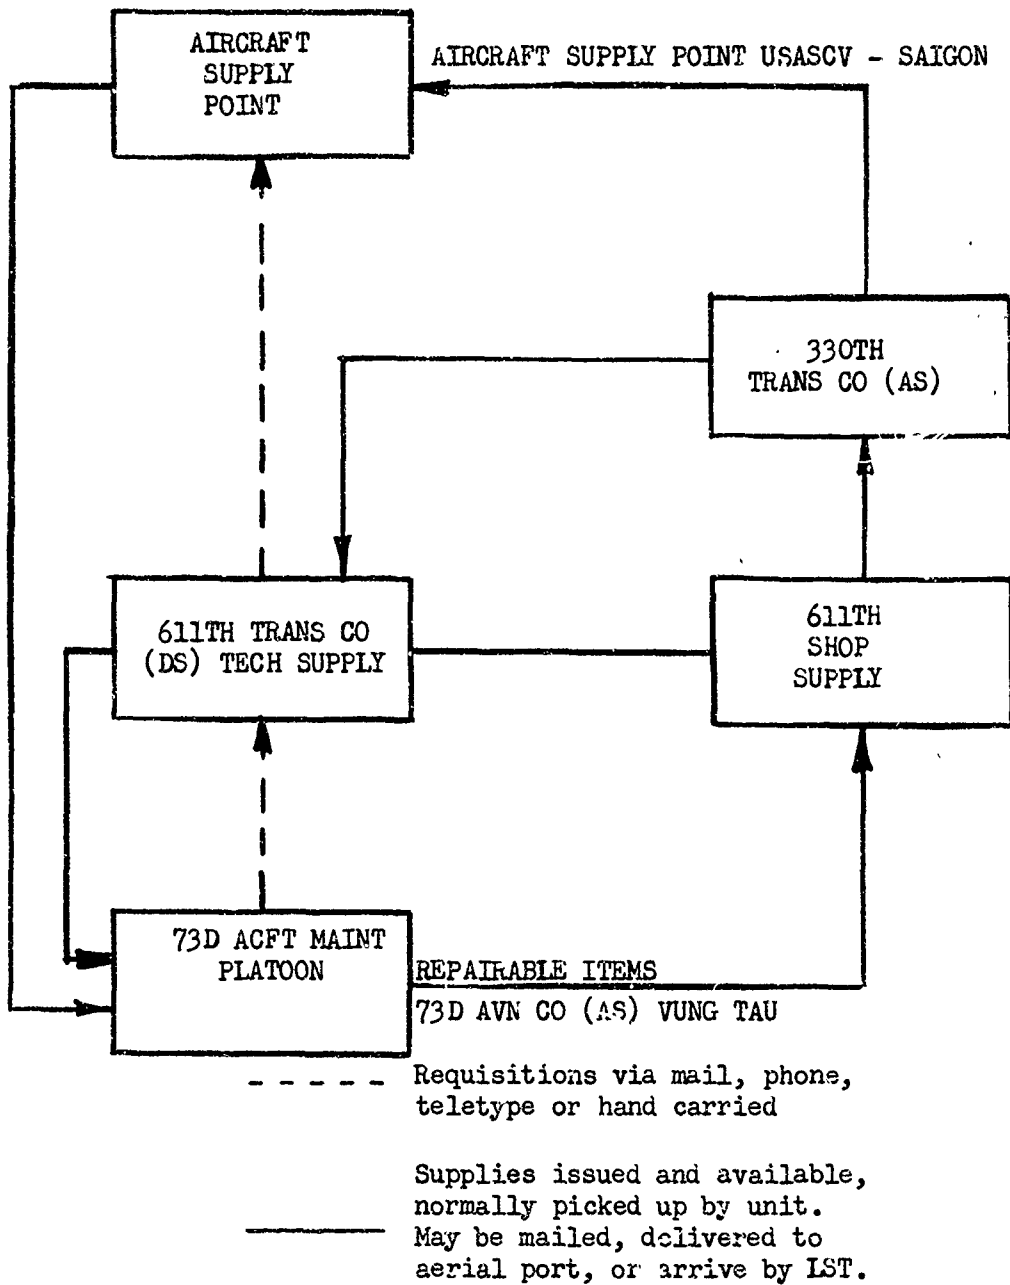 AIRCRAFT
SUPPLY
POINT
AIRCRAFT SUPPLY POINT USASCV - SAIGON
330TH
TRANS CO (AS)
611TH TRANS CO
(DS) TECH SUPPLY
611TH
SHOP
SUPPLY
73D ACFT MAINT
PLATOON
REPAIRABLE ITEMS
73D AVN CO (AS) VUNG TAU
Requisitions via mail, phone,
teletype or hand carried
Supplies issued and available,
normally picked up by unit.
May be mailed, delivered to
aerial port, or arrive by LST.